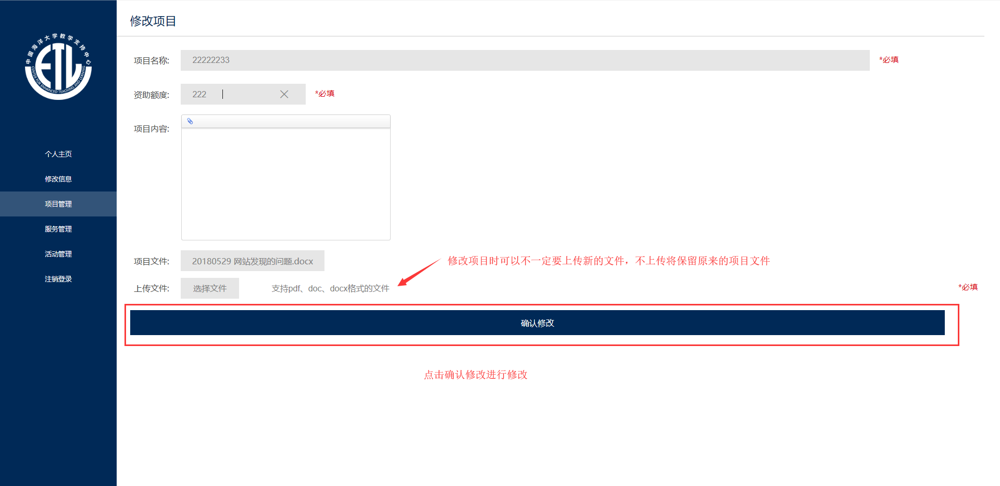 中国海洋大学教学支持中心
ETL
CENTER FOR ENHANCED TEACHING AND LEANING
个人主页
修改信息
项目管理
服务管理
活动管理
注销登录
修改项目
项目名称: 22222233 *必填
资助额度: 222 *必填
项目内容:
项目文件: 20180529 网站发现的问题.docx 修改项目时可以不一定要上传新的文件，不上传将保留原来的项目文件
上传文件: 选择文件 支持pdf、doc、docx格式的文件 *必填
确认修改
点击确认修改进行修改